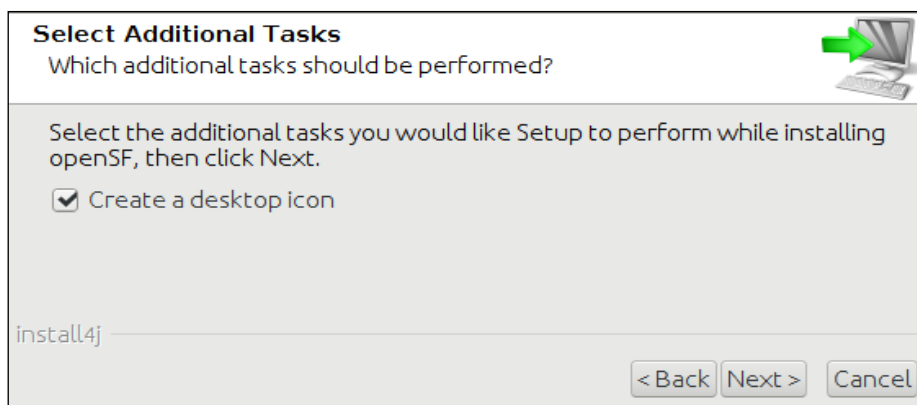 Select Additional Tasks
Which additional tasks should be performed?
Select the additional tasks you would like Setup to perform while installing
openSF, then click Next.
Create a desktop icon
install4j
< Back Next > Cancel